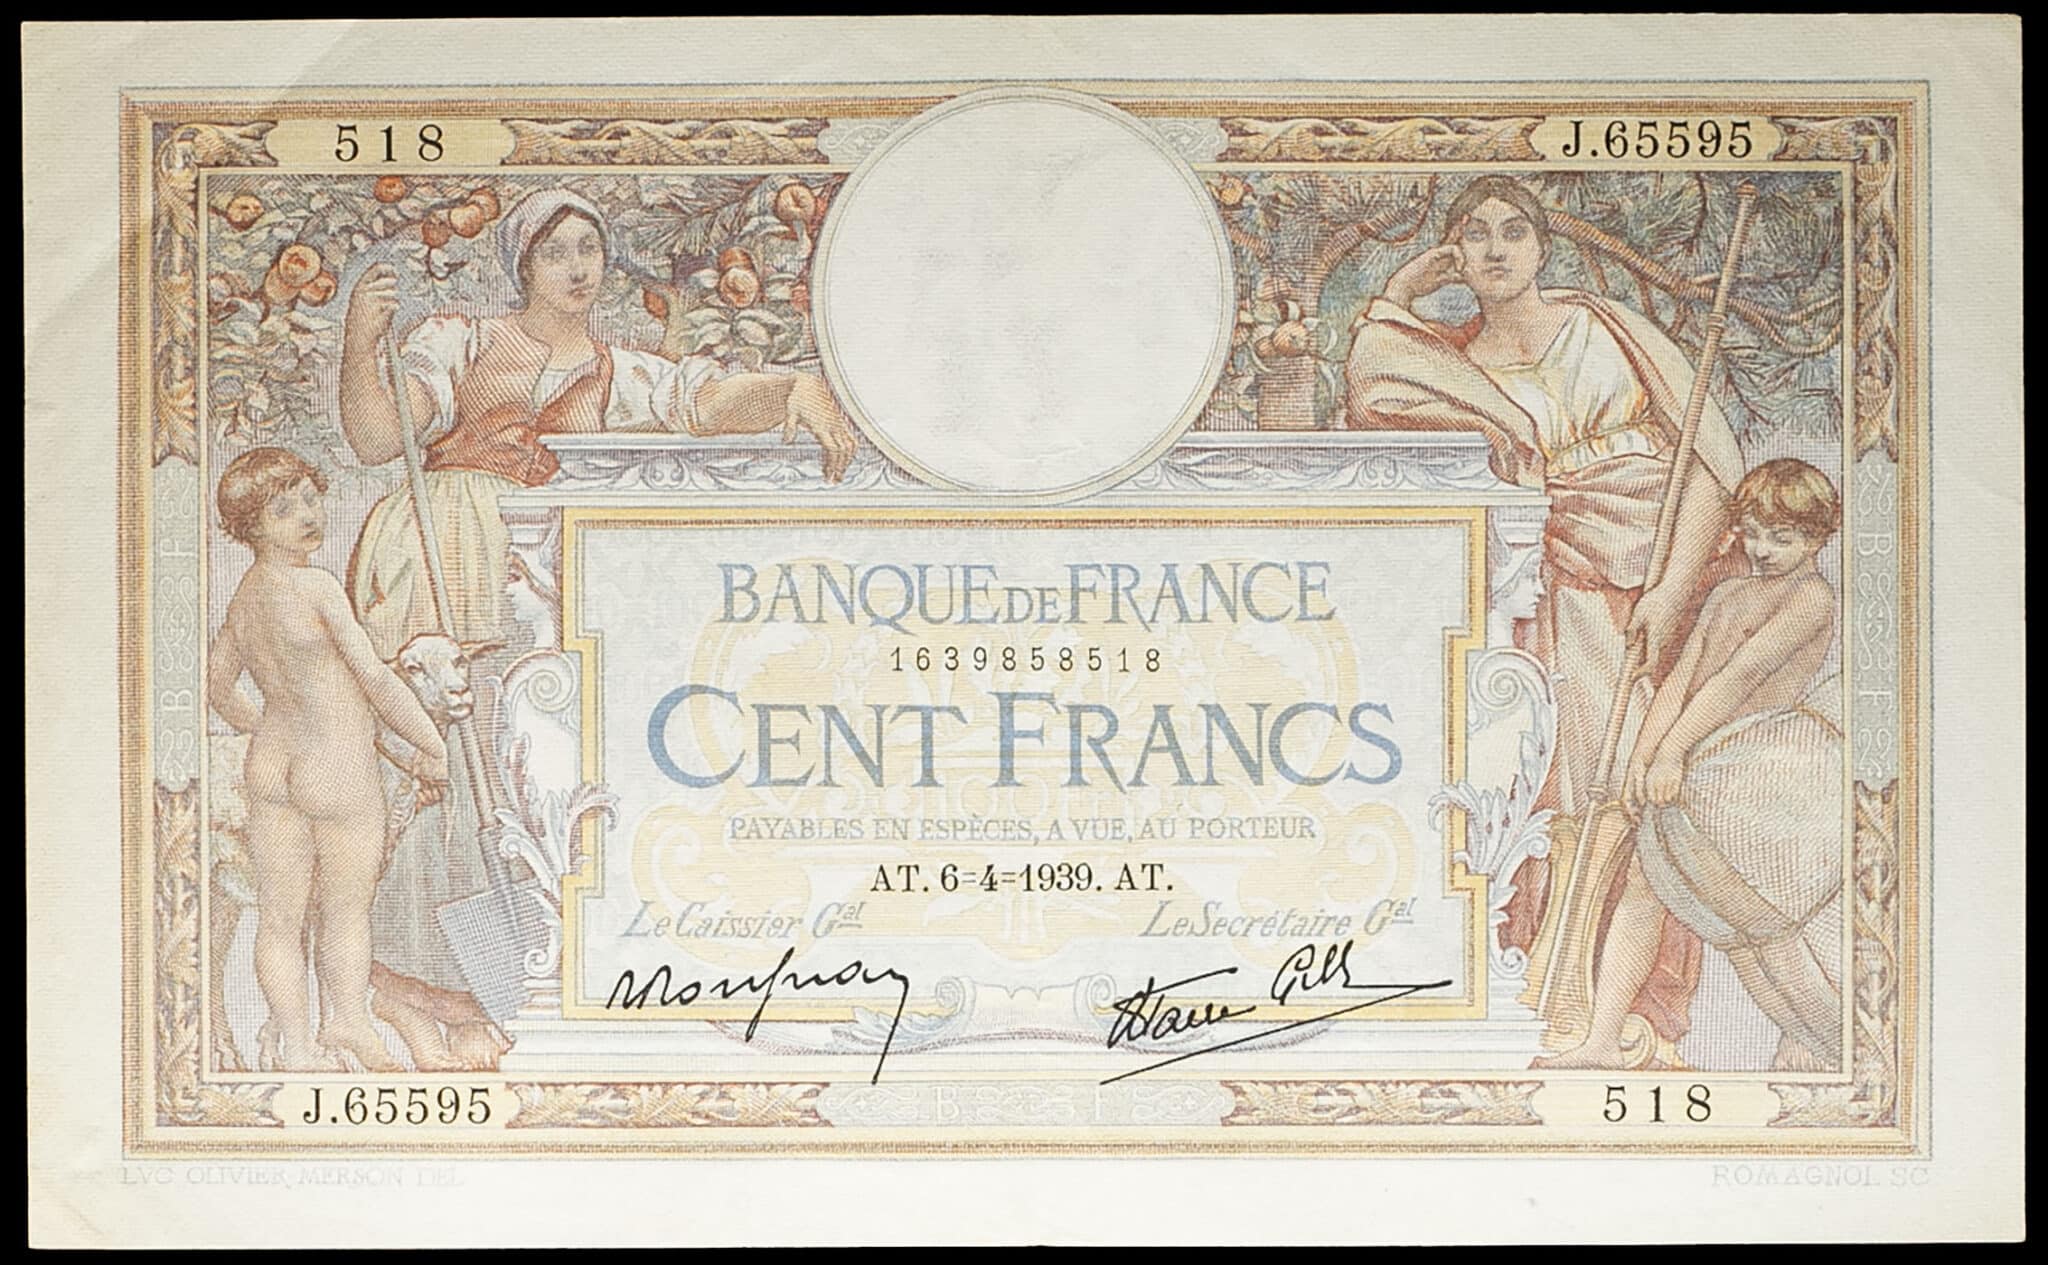 518
J.65595
BANQUE DE FRANCE
1639858518
CENT FRANCS
PAYABLES EN ESPÈCES, A VUE, AU PORTEUR
AT. 6=4=1939. AT.
Le Caissier Gal
Le Secrétaire Gal
J.65595
B F
518
LVC OLIVIER MERSON DEL
ROMAGNOL SC
B F
B F